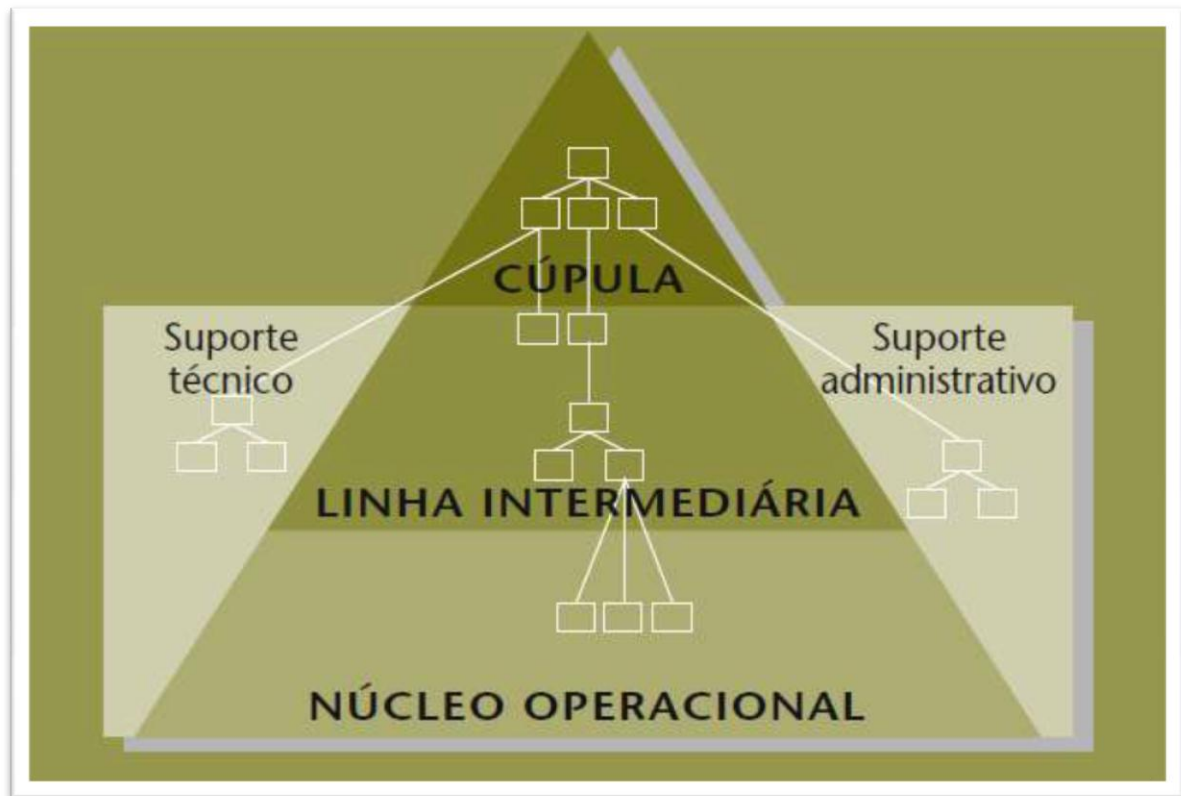 CÚPULA
Suporte
técnico
Suporte
administrativo
LINHA INTERMEDIÁRIA
NÚCLEO OPERACIONAL